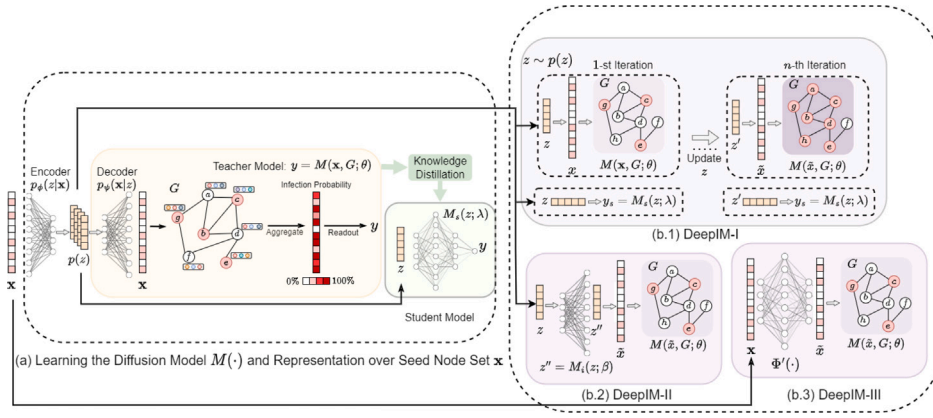 Encoder
p_ψ(z|x)
Decoder
p_ψ(x|z)
x
p(z)
x
Teacher Model: y = M(x, G; θ)
G
a
g
c
b
d
f
e
Aggregate
Infection Probability
0%
100%
Readout
y
Knowledge
Distillation
M_s(z; λ)
z
y
Student Model
(a) Learning the Diffusion Model M(·) and Representation over Seed Node Set x
z ∼ p(z)
1-st Iteration
z
x
G
a
g
c
b
d
f
h
e
M(x, G; θ)
Update
z
n-th Iteration
z′
x̃
G
a
g
c
b
d
f
h
e
M(x̃, G; θ)
z
y_s = M_s(z; λ)
z′
y_s = M_s(z; λ)
(b.1) DeepIM-I
z
z″
x̃
G
a
g
c
b
d
f
h
e
M(x̃, G; θ)
z″ = M_i(z; β)
(b.2) DeepIM-II
x
Φ′(·)
x̃
G
a
g
c
b
d
f
h
e
M(x̃, G; θ)
(b.3) DeepIM-III